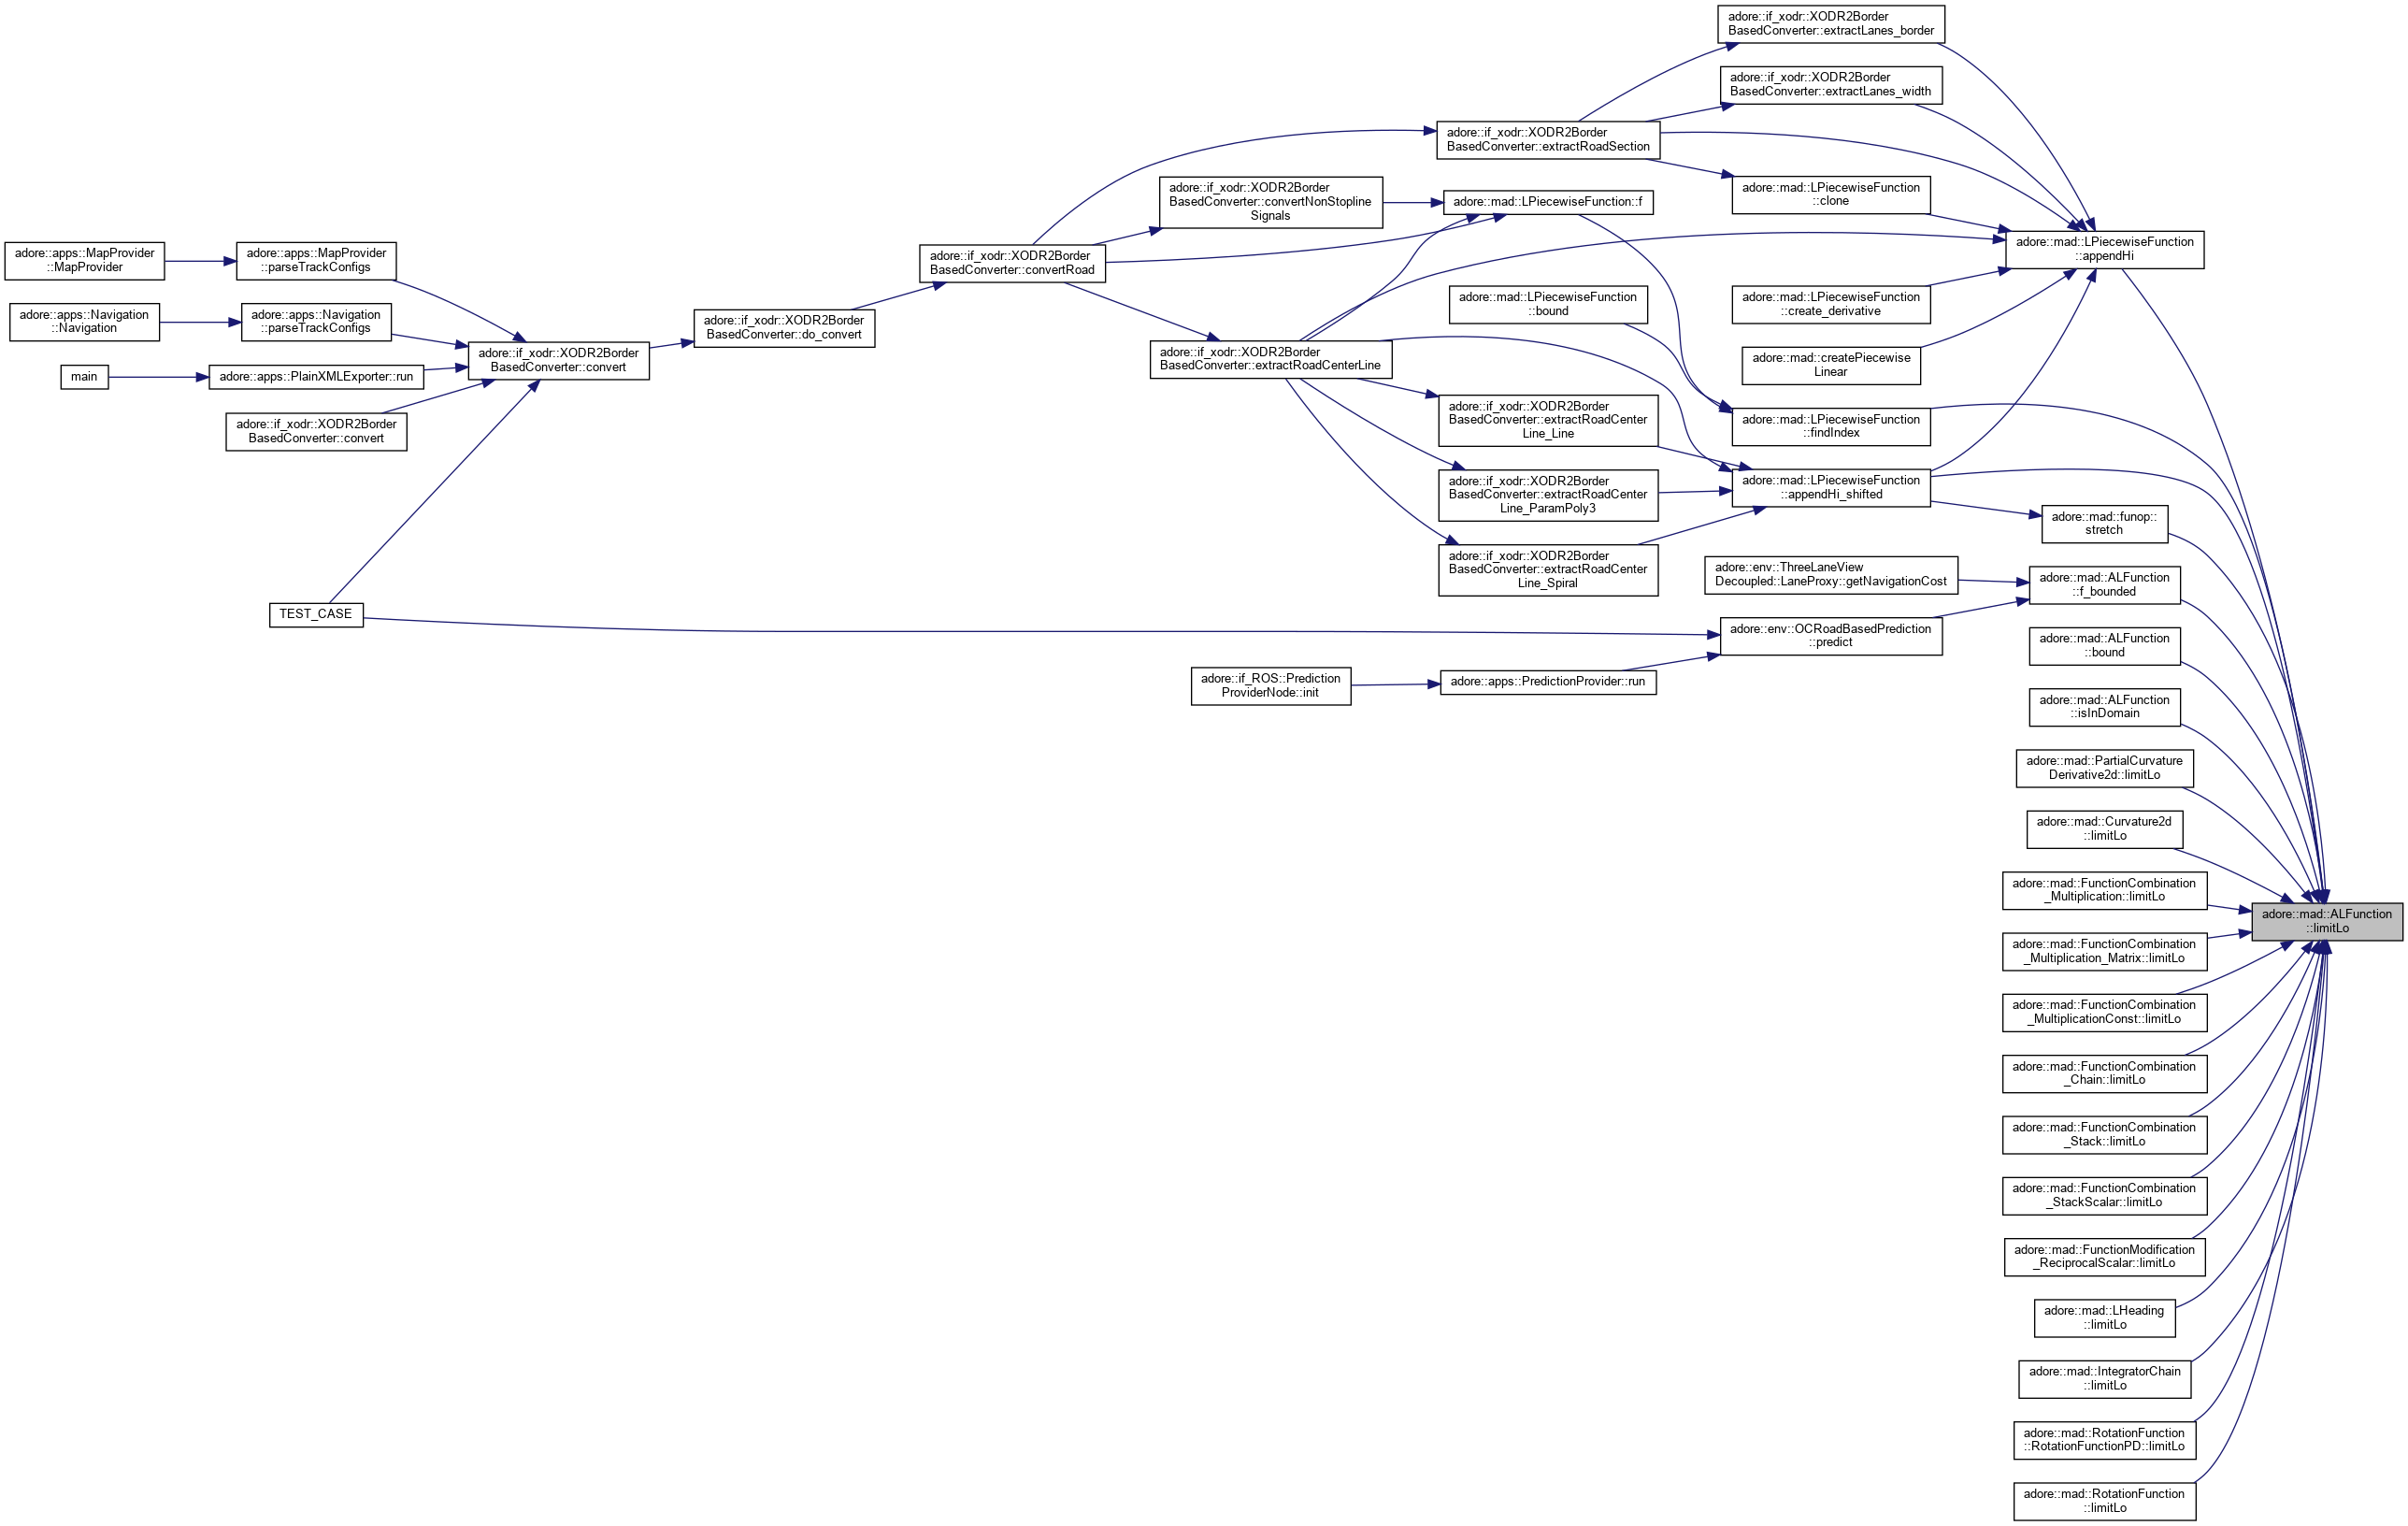 adore::if_xodr::XODR2Border
BasedConverter::extractLanes_border
adore::if_xodr::XODR2Border
BasedConverter::extractLanes_width
adore::if_xodr::XODR2Border
BasedConverter::extractRoadSection
adore::mad::LPiecewiseFunction
::clone
adore::if_xodr::XODR2Border
BasedConverter::convertNonStopline
Signals
adore::mad::LPiecewiseFunction::f
adore::mad::LPiecewiseFunction
::appendHi
adore::apps::MapProvider
::MapProvider
adore::apps::MapProvider
::parseTrackConfigs
adore::if_xodr::XODR2Border
BasedConverter::convertRoad
adore::mad::LPiecewiseFunction
::bound
adore::mad::LPiecewiseFunction
::create_derivative
adore::apps::Navigation
::Navigation
adore::apps::Navigation
::parseTrackConfigs
adore::if_xodr::XODR2Border
BasedConverter::do_convert
adore::if_xodr::XODR2Border
BasedConverter::convert
adore::if_xodr::XODR2Border
BasedConverter::extractRoadCenterLine
adore::mad::createPiecewise
Linear
main
adore::apps::PlainXMLExporter::run
adore::if_xodr::XODR2Border
BasedConverter::convert
adore::if_xodr::XODR2Border
BasedConverter::extractRoadCenter
Line_Line
adore::mad::LPiecewiseFunction
::findIndex
adore::if_xodr::XODR2Border
BasedConverter::extractRoadCenter
Line_ParamPoly3
adore::mad::LPiecewiseFunction
::appendHi_shifted
adore::mad::funop::
stretch
adore::if_xodr::XODR2Border
BasedConverter::extractRoadCenter
Line_Spiral
adore::env::ThreeLaneView
Decoupled::LaneProxy::getNavigationCost
adore::mad::ALFunction
::f_bounded
TEST_CASE
adore::env::OCRoadBasedPrediction
::predict
adore::mad::ALFunction
::bound
adore::if_ROS::Prediction
ProviderNode::init
adore::apps::PredictionProvider::run
adore::mad::ALFunction
::isInDomain
adore::mad::PartialCurvature
Derivative2d::limitLo
adore::mad::Curvature2d
::limitLo
adore::mad::FunctionCombination
_Multiplication::limitLo
adore::mad::ALFunction
::limitLo
adore::mad::FunctionCombination
_Multiplication_Matrix::limitLo
adore::mad::FunctionCombination
_MultiplicationConst::limitLo
adore::mad::FunctionCombination
_Chain::limitLo
adore::mad::FunctionCombination
_Stack::limitLo
adore::mad::FunctionCombination
_StackScalar::limitLo
adore::mad::FunctionModification
_ReciprocalScalar::limitLo
adore::mad::LHeading
::limitLo
adore::mad::IntegratorChain
::limitLo
adore::mad::RotationFunction
::RotationFunctionPD::limitLo
adore::mad::RotationFunction
::limitLo